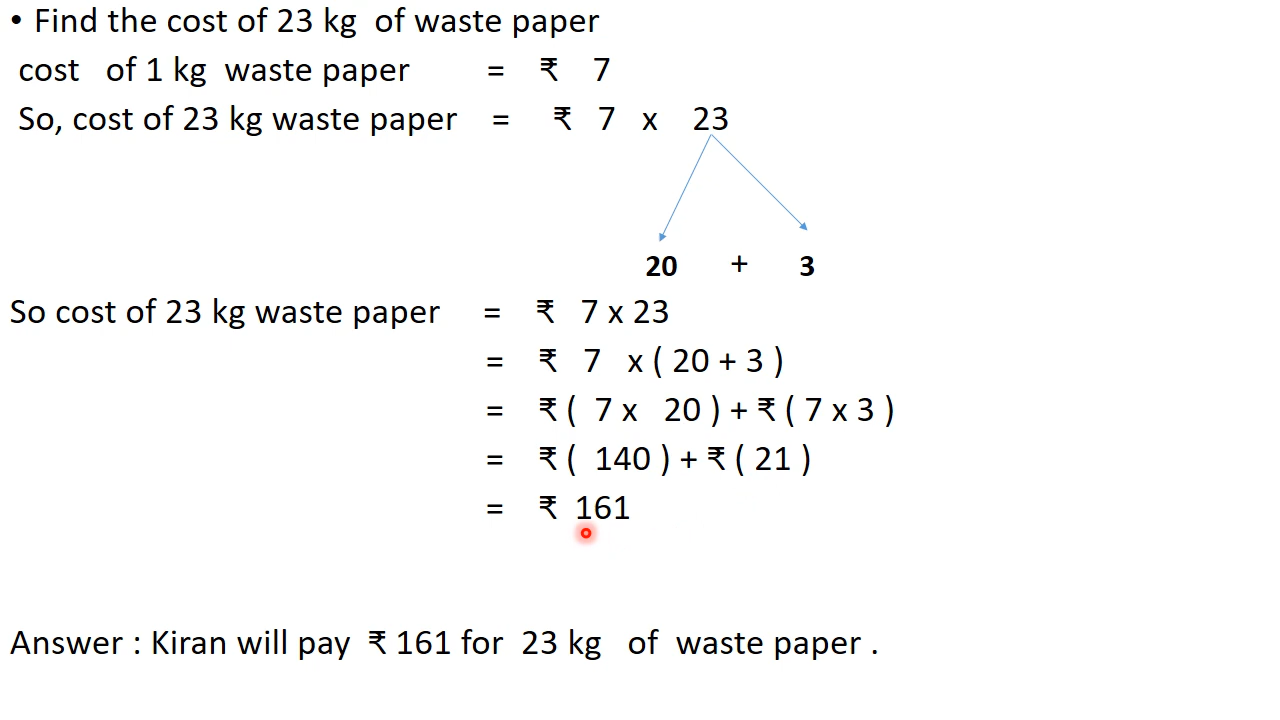 • Find the cost of 23 kg of waste paper
cost of 1 kg waste paper = ₹ 7
So, cost of 23 kg waste paper = ₹ 7 x 23
20 + 3
So cost of 23 kg waste paper = ₹ 7 x 23
= ₹ 7 x ( 20 + 3 )
= ₹ ( 7 x 20 ) + ₹ ( 7 x 3 )
= ₹ ( 140 ) + ₹ ( 21 )
= ₹ 161
Answer : Kiran will pay ₹ 161 for 23 kg of waste paper .